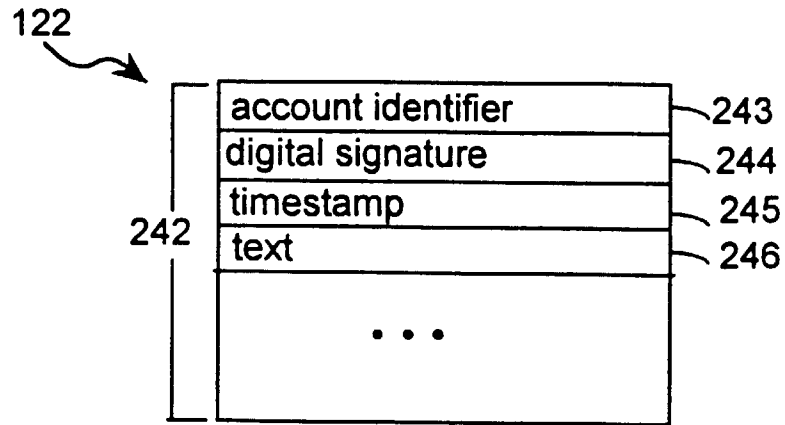 122
account identifier 243
digital signature 244
timestamp 245
242
text 246
• • •